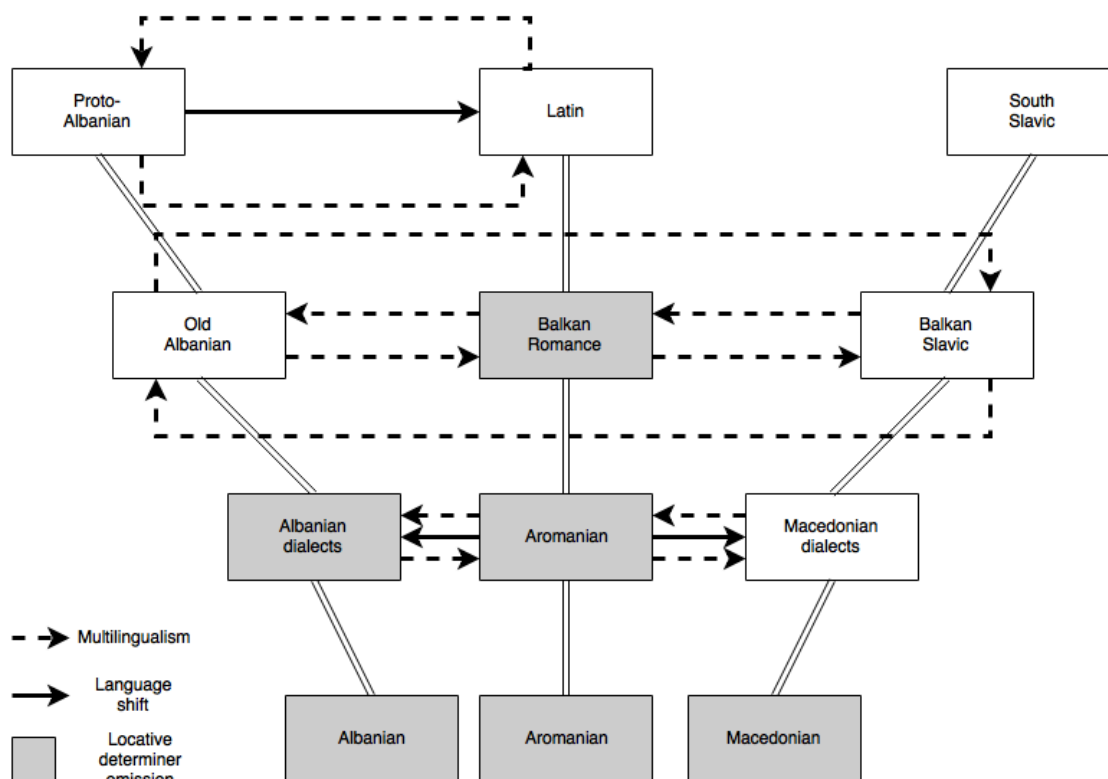 Proto-
Albanian
Latin
South
Slavic
Old
Albanian
Balkan
Romance
Balkan
Slavic
Albanian
dialects
Aromanian
Macedonian
dialects
Multilingualism
Language
shift
Albanian
Aromanian
Macedonian
Locative
determiner
omission